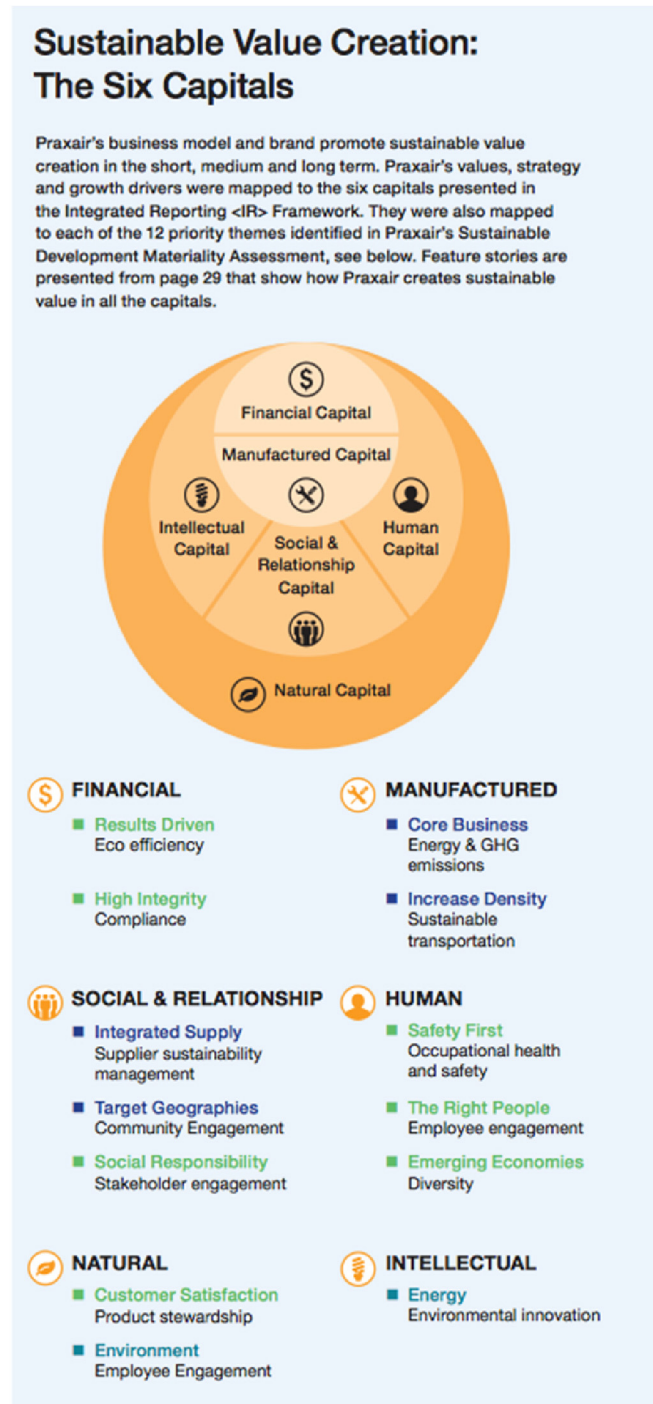 Sustainable Value Creation:
The Six Capitals
Praxair's business model and brand promote sustainable value
creation in the short, medium and long term. Praxair's values, strategy
and growth drivers were mapped to the six capitals presented in
the Integrated Reporting <IR> Framework. They were also mapped
to each of the 12 priority themes identified in Praxair's Sustainable
Development Materiality Assessment, see below. Feature stories are
presented from page 29 that show how Praxair creates sustainable
value in all the capitals.
$
Financial Capital
Manufactured Capital
Intellectual
Capital
Social &
Relationship
Capital
Human
Capital
Natural Capital
$
FINANCIAL
Results Driven
Eco efficiency
High Integrity
Compliance
MANUFACTURED
Core Business
Energy & GHG
emissions
Increase Density
Sustainable
transportation
SOCIAL & RELATIONSHIP
Integrated Supply
Supplier sustainability
management
Target Geographies
Community Engagement
Social Responsibility
Stakeholder engagement
HUMAN
Safety First
Occupational health
and safety
The Right People
Employee engagement
Emerging Economies
Diversity
NATURAL
Customer Satisfaction
Product stewardship
Environment
Employee Engagement
INTELLECTUAL
Energy
Environmental innovation